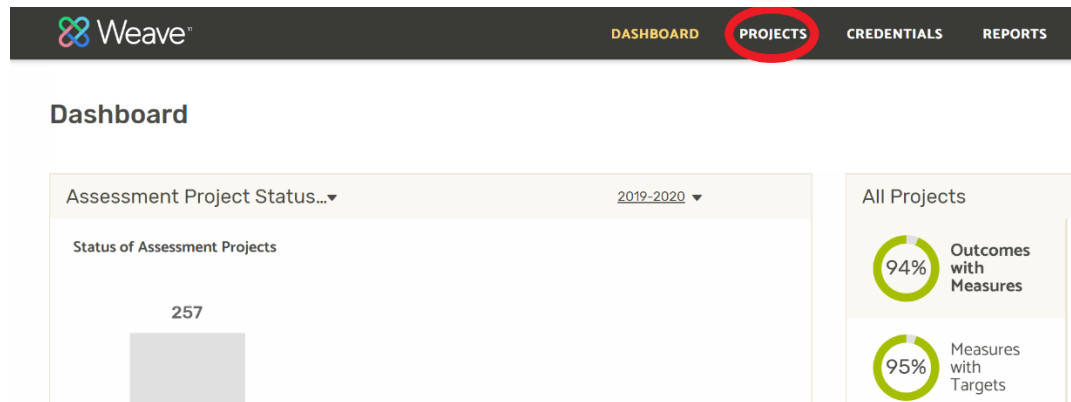 Weave™
DASHBOARD PROJECTS CREDENTIALS REPORTS
Dashboard
Assessment Project Status... 2019-2020
Status of Assessment Projects
257
All Projects
94%
Outcomes
with
Measures
95%
Measures
with
Targets